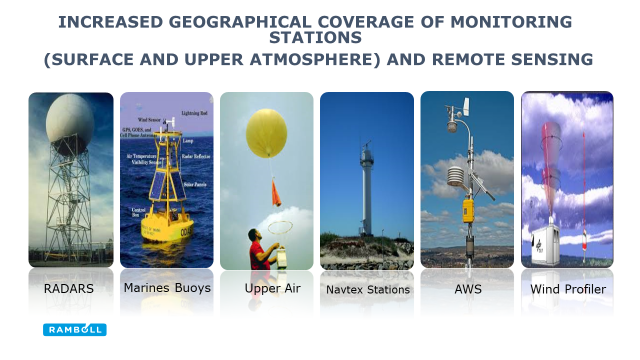 INCREASED GEOGRAPHICAL COVERAGE OF MONITORING
STATIONS
(SURFACE AND UPPER ATMOSPHERE) AND REMOTE SENSING
Lightning Rod
Wind Sensor
GPS, GOES, and
Cell Phone Antennas
Lamp
Air Temperature
Radar Reflector
Visibility Sensor
Solar Panels
Control
Box
RADARS
Marines Buoys
Upper Air
Navtex Stations
AWS
Wind Profiler
RAMBOLL